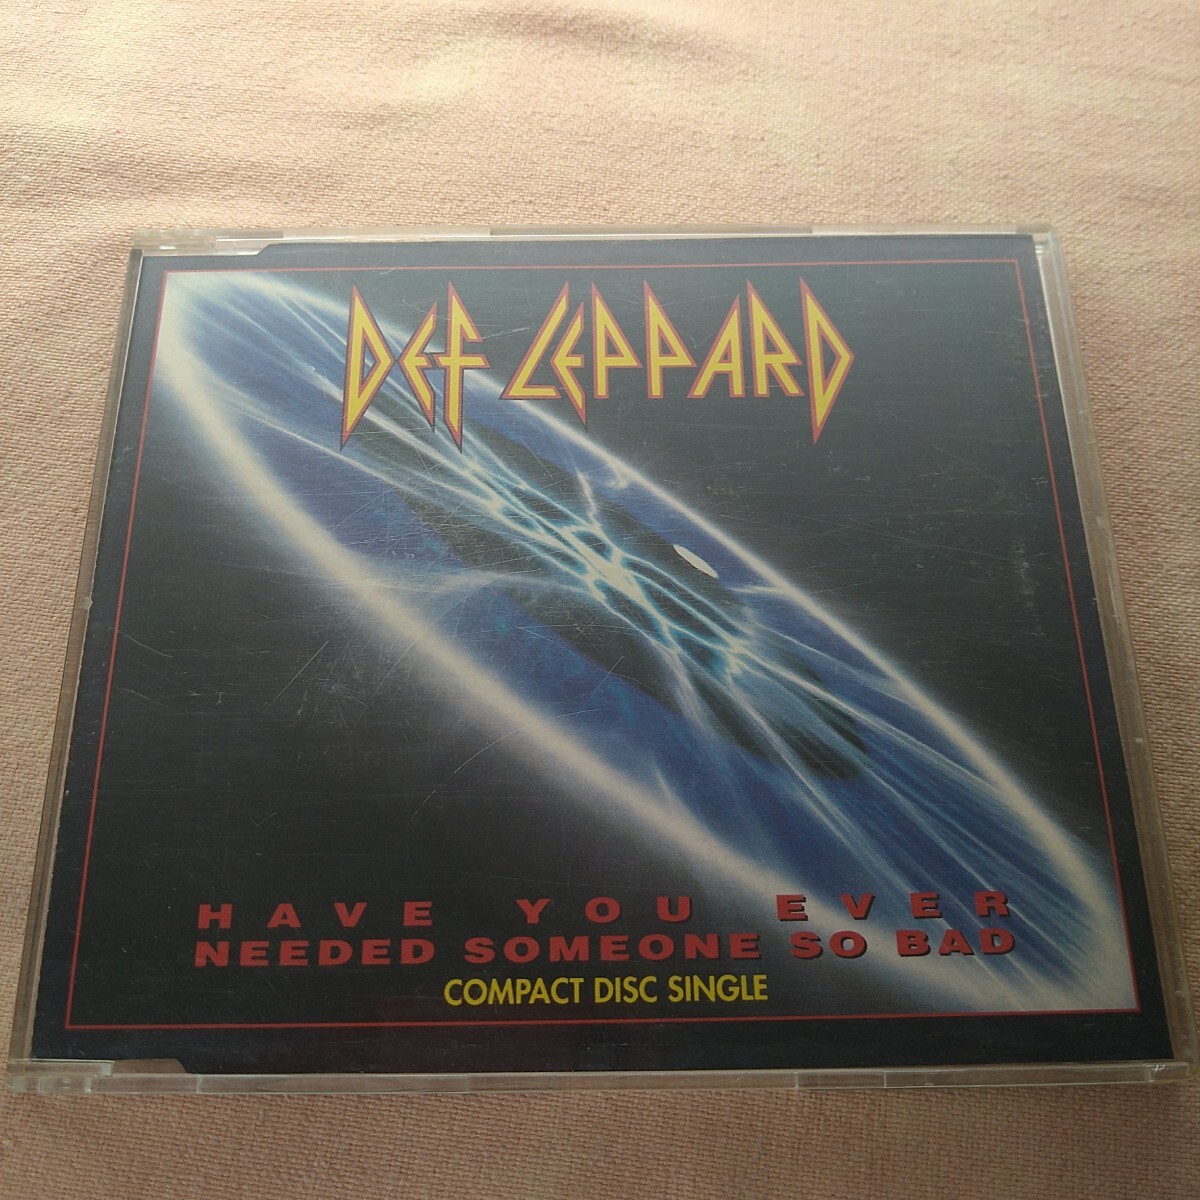 DEF LEPPARD
HAVE YOU EVER
NEEDED SOMEONE SO BAD
COMPACT DISC SINGLE